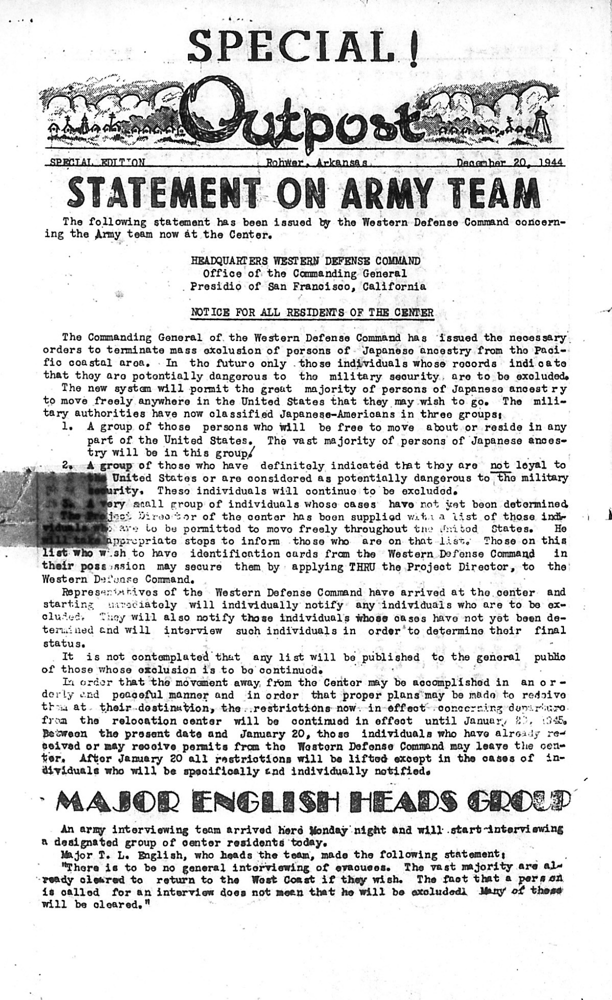 SPECIAL!
Outpost
SPECIAL EDITION Rohwer, Arkansas December 20, 1944
STATEMENT ON ARMY TEAM
The following statement has been issued by the Western Defense Command concern-
ing the Army team now at the Center.
HEADQUARTERS WESTERN DEFENSE COMMAND
Office of the Commanding General
Presidio of San Francisco, California
NOTICE FOR ALL RESIDENTS OF THE CENTER
The Commanding General of the Western Defense Command has issued the necessary
orders to terminate mass exclusion of persons of Japanese ancestry from the Paci-
fic coastal area. In the future only those individuals whose records indicate
that they are potentially dangerous to the military security, are to be excluded.
The new system will permit the great majority of persons of Japanese ancestry
to move freely anywhere in the United States that they may wish to go. The mili-
tary authorities have now classified Japanese-Americans in three groups:
1. A group of those persons who will be free to move about or reside in any
part of the United States. The vast majority of persons of Japanese ances-
try will be in this group!
2. A group of those who have definitely indicated that they are not loyal to
the United States or are considered as potentially dangerous to the military
security. These individuals will continue to be excluded.
3. A very small group of individuals whose cases have not yet been determined.
The Project Director of the center has been supplied with a list of those indi-
viduals who are to be permitted to move freely throughout the United States. He
will take appropriate steps to inform those who are on that list. Those on this
list who wish to have identification cards from the Western Defense Command in
their possession may secure them by applying THRU the Project Director, to the
Western Defense Command.
Representatives of the Western Defense Command have arrived at the center and
starting immediately will individually notify any individuals who are to be ex-
cluded. They will also notify those individuals whose cases have not yet been de-
termined and will interview such individuals in order to determine their final
status.
It is not contemplated that any list will be published to the general public
of those whose exclusion is to be continued.
In order that the movement away from the Center may be accomplished in an or-
derly and peaceful manner and in order that proper plans may be made to redeive
them at their destination, the restrictions now in effect concerning departure
from the relocation center will be continued in effect until January 20, 1945.
Between the present date and January 20, those individuals who have already re-
ceived or may receive permits from the Western Defense Command may leave the cen-
ter. After January 20 all restrictions will be lifted except in the cases of in-
dividuals who will be specifically and individually notified.
MAJOR ENGLISH HEADS GROUP
An army interviewing team arrived here Monday night and will start interviewing
a designated group of center residents today.
Major T. L. English, who heads the team, made the following statement:
"There is to be no general interviewing of evacuees. The vast majority are al-
ready cleared to return to the West Coast if they wish. The fact that a person
is called for an interview does not mean that he will be excluded. Many of these
will be cleared."